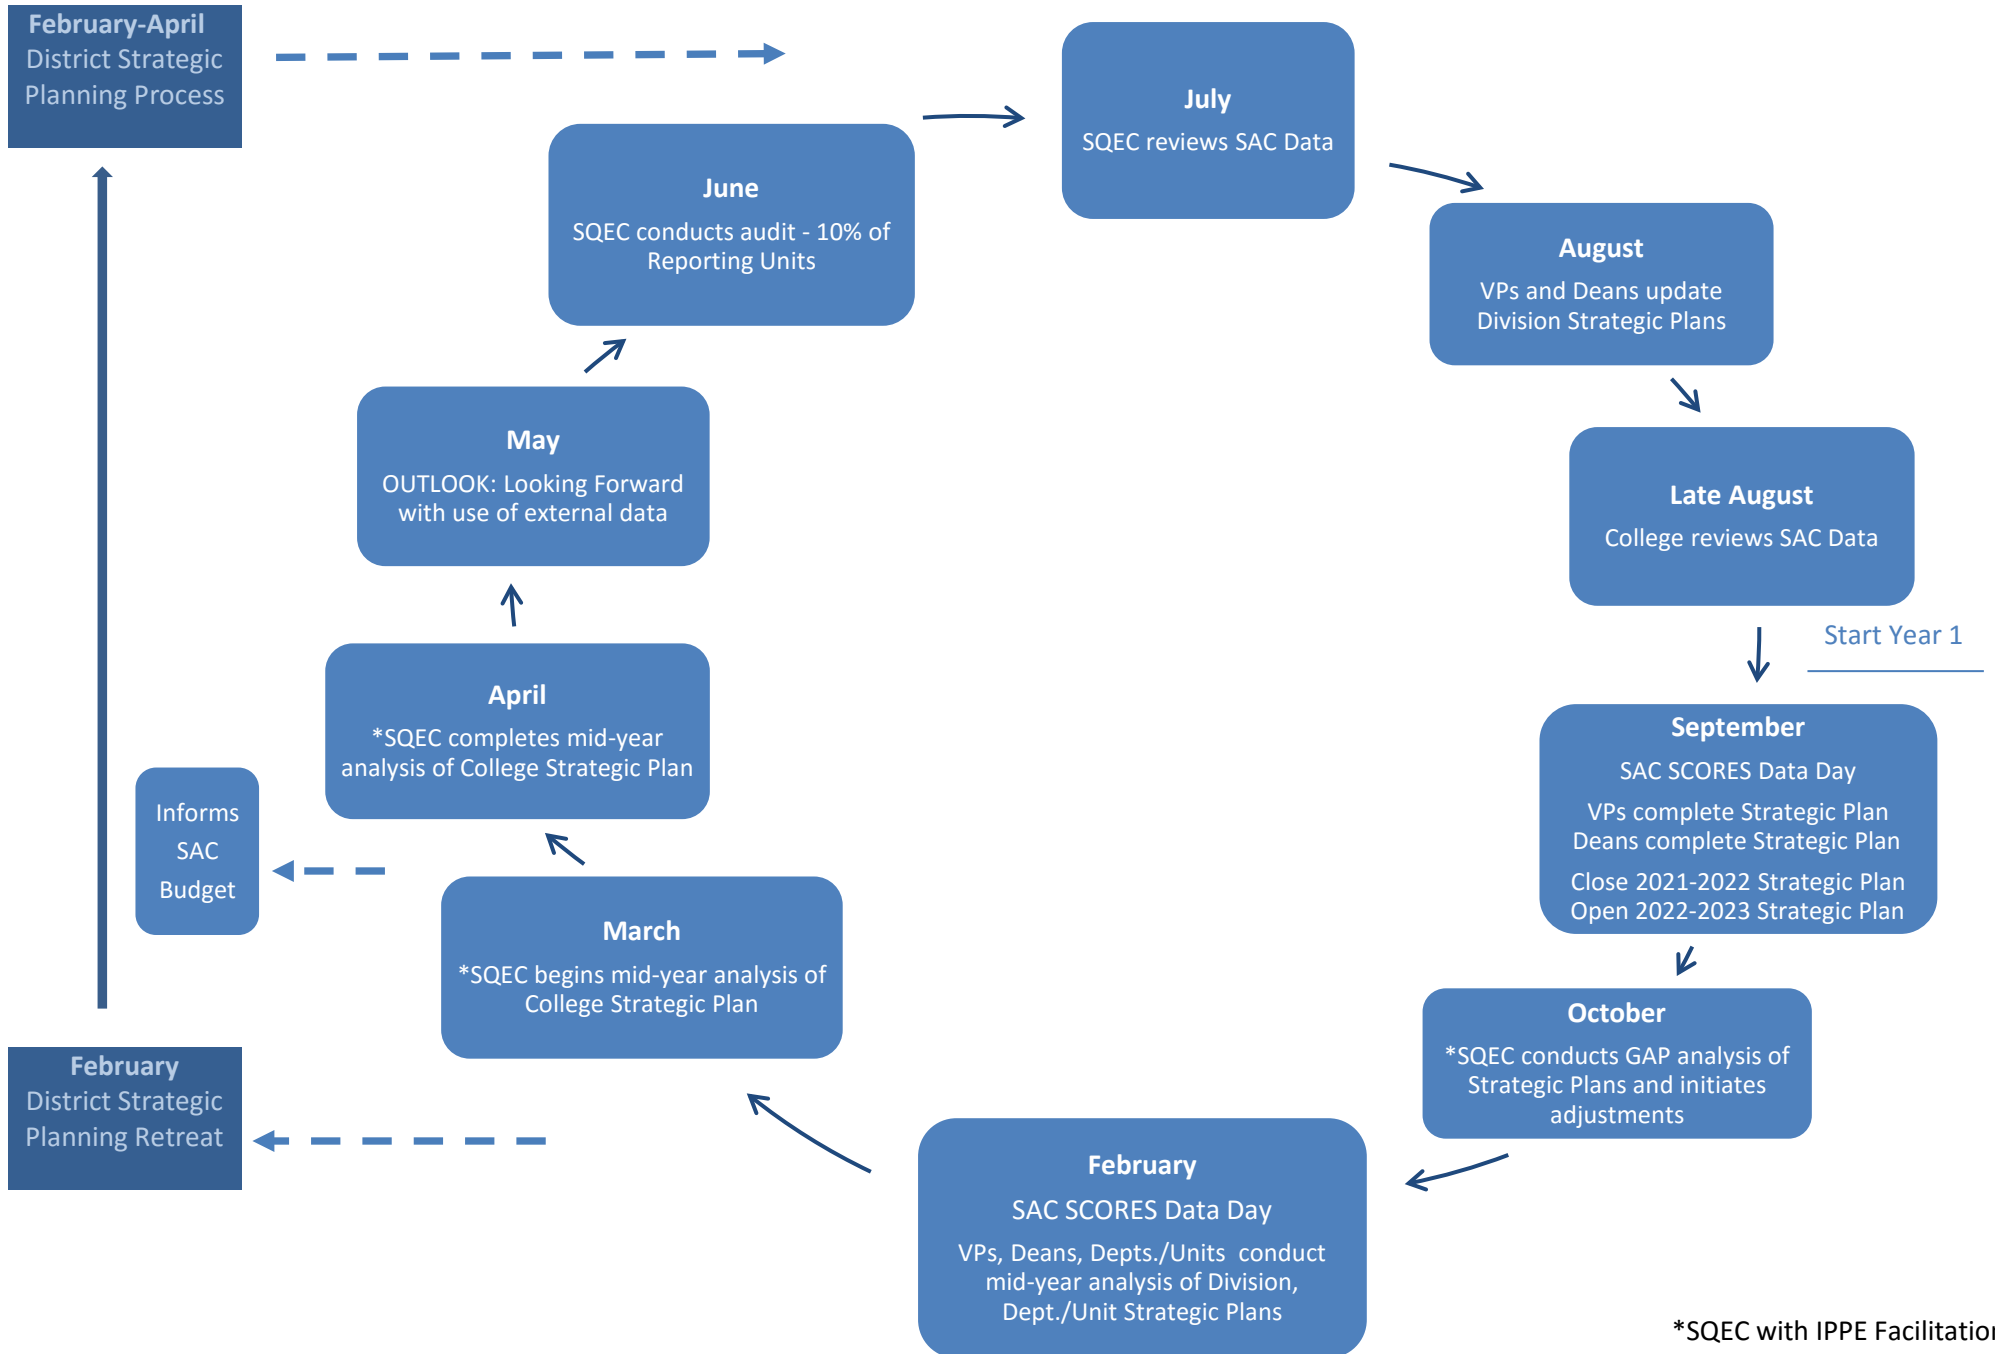 February-April
District Strategic
Planning Process
July
SQEC reviews SAC Data
June
SQEC conducts audit - 10% of
Reporting Units
August
VPs and Deans update
Division Strategic Plans
May
OUTLOOK: Looking Forward
with use of external data
Late August
College reviews SAC Data
Start Year 1
April
*SQEC completes mid-year
analysis of College Strategic Plan
September
SAC SCORES Data Day
VPs complete Strategic Plan
Deans complete Strategic Plan
Close 2021-2022 Strategic Plan
Open 2022-2023 Strategic Plan
Informs
SAC
Budget
March
*SQEC begins mid-year analysis of
College Strategic Plan
October
*SQEC conducts GAP analysis of
Strategic Plans and initiates
adjustments
February
District Strategic
Planning Retreat
February
SAC SCORES Data Day
VPs, Deans, Depts./Units conduct
mid-year analysis of Division,
Dept./Unit Strategic Plans
*SQEC with IPPE Facilitation